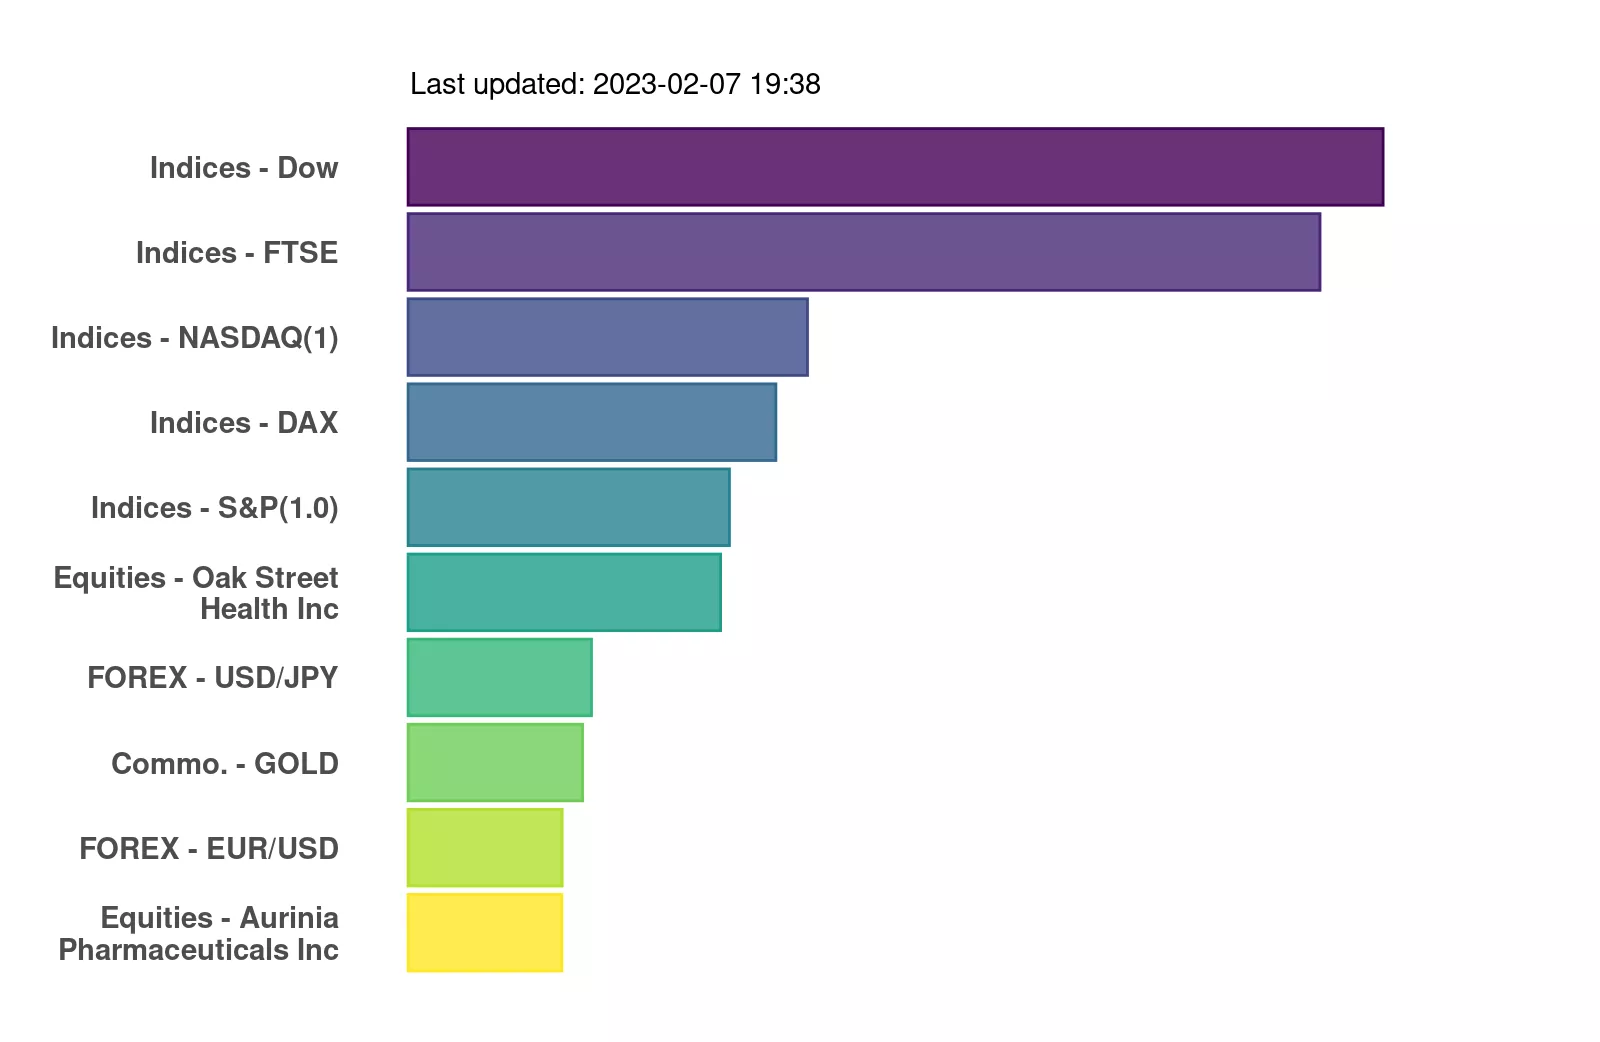 Last updated: 2023-02-07 19:38
Indices - Dow
Indices - FTSE
Indices - NASDAQ(1)
Indices - DAX
Indices - S&P(1.0)
Equities - Oak Street
Health Inc
FOREX - USD/JPY
Commo. - GOLD
FOREX - EUR/USD
Equities - Aurinia
Pharmaceuticals Inc